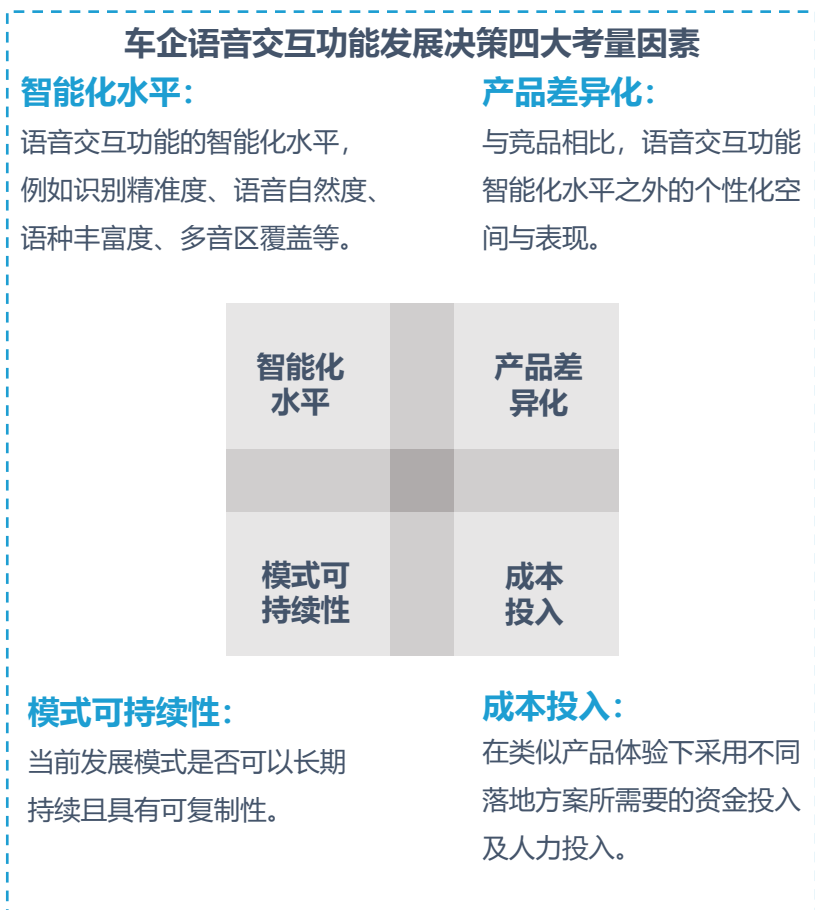 车企语音交互功能发展决策四大考量因素
智能化水平：
语音交互功能的智能化水平，
例如识别精准度、语音自然度、
语种丰富度、多音区覆盖等。
产品差异化：
与竞品相比，语音交互功能
智能化水平之外的个性化空
间与表现。
智能化
水平
产品差
异化
模式可
持续性
成本
投入
模式可持续性：
当前发展模式是否可以长期
持续且具有可复制性。
成本投入：
在类似产品体验下采用不同
落地方案所需要的资金投入
及人力投入。